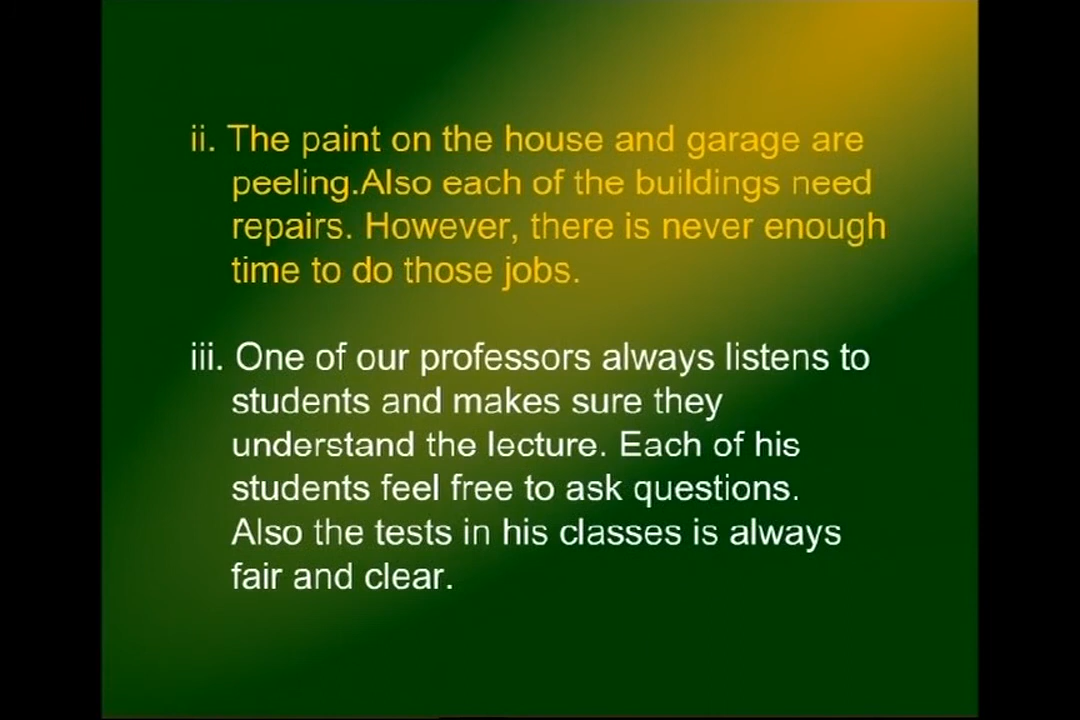 ii. The paint on the house and garage are
peeling.Also each of the buildings need
repairs. However, there is never enough
time to do those jobs.
iii. One of our professors always listens to
students and makes sure they
understand the lecture. Each of his
students feel free to ask questions.
Also the tests in his classes is always
fair and clear.